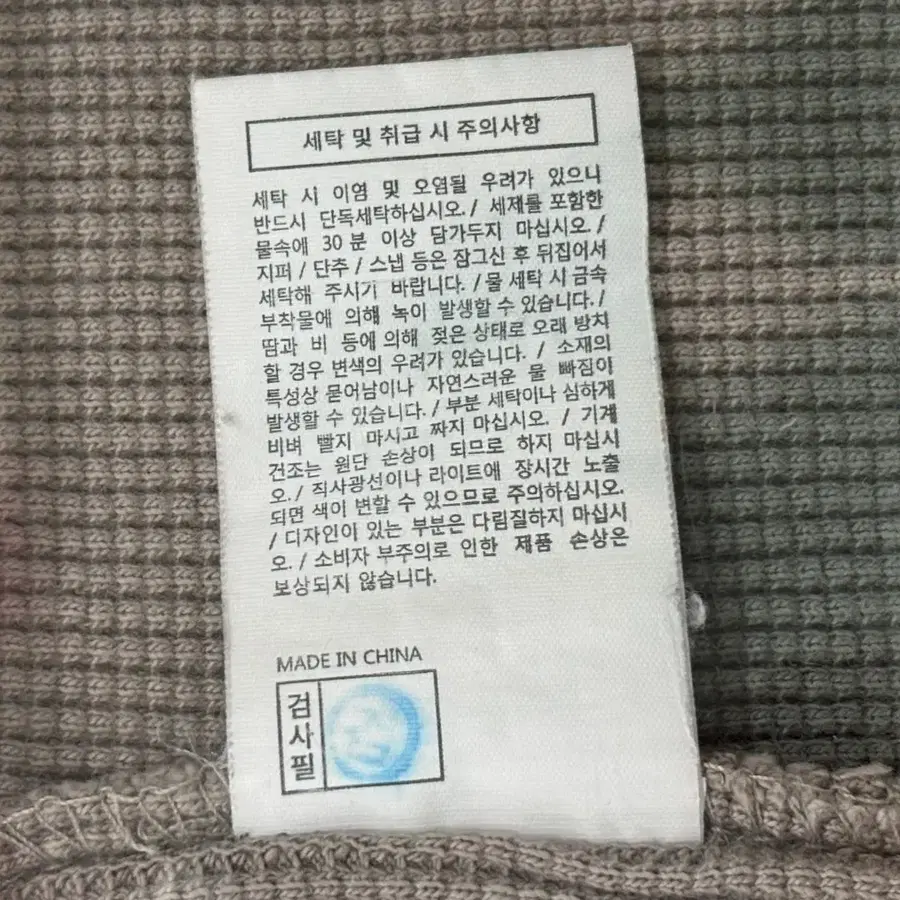 세탁 및 취급 시 주의사항
세탁 시 이염 및 오염될 우려가 있으니
반드시 단독세탁하십시오. / 세제를 포함한
물속에 30 분 이상 담가두지 마십시오. /
지퍼 / 단추 / 스냅 등은 잠그신 후 뒤집어서
세탁해 주시기 바랍니다. / 물 세탁 시 금속
부착물에 의해 녹이 발생할 수 있습니다. /
땀과 비 등에 의해 젖은 상태로 오래 방치
할 경우 변색의 우려가 있습니다. / 소재의
특성상 묻어남이나 자연스러운 물 빠짐이
발생할 수 있습니다. / 부분 세탁이나 심하게
비벼 빨지 마시고 짜지 마십시오. / 기계
건조는 원단 손상이 되므로 하지 마십시
오. / 직사광선이나 라이트에 장시간 노출
되면 색이 변할 수 있으므로 주의하십시오.
/ 디자인이 있는 부분은 다림질하지 마십시
오. / 소비자 부주의로 인한 제품 손상은
보상되지 않습니다.
MADE IN CHINA
검사필